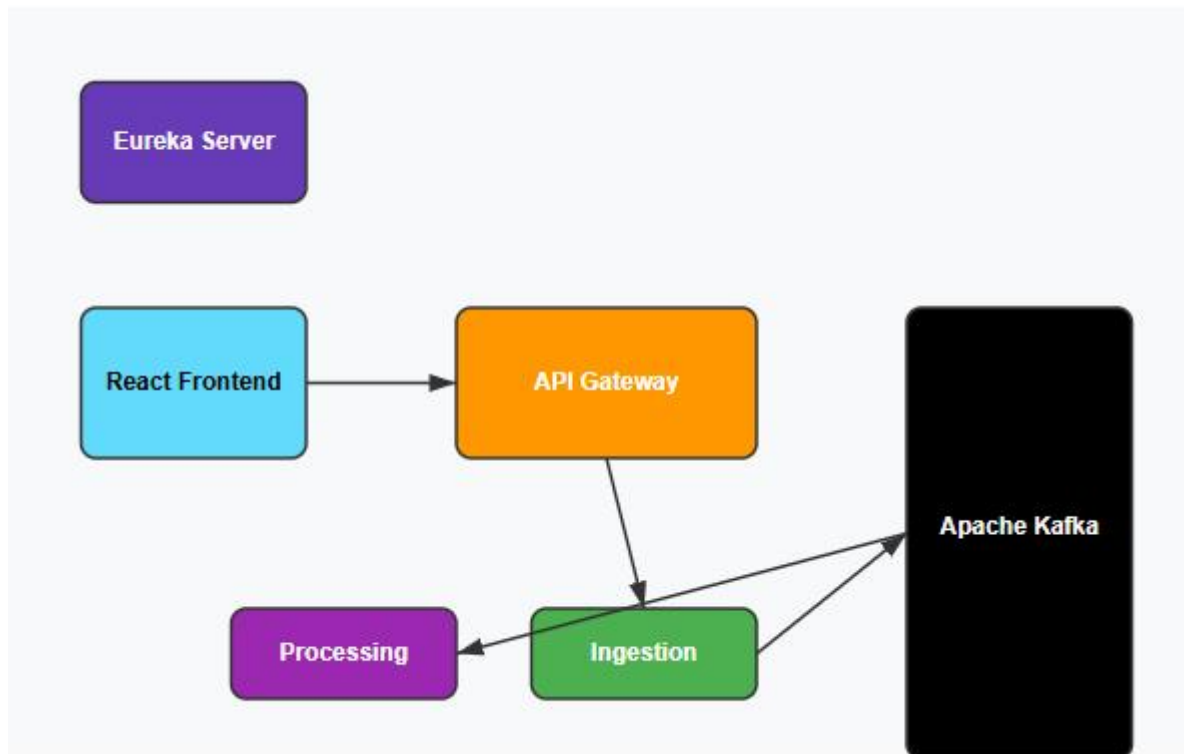 Eureka Server
React Frontend
API Gateway
Apache Kafka
Processing
Ingestion